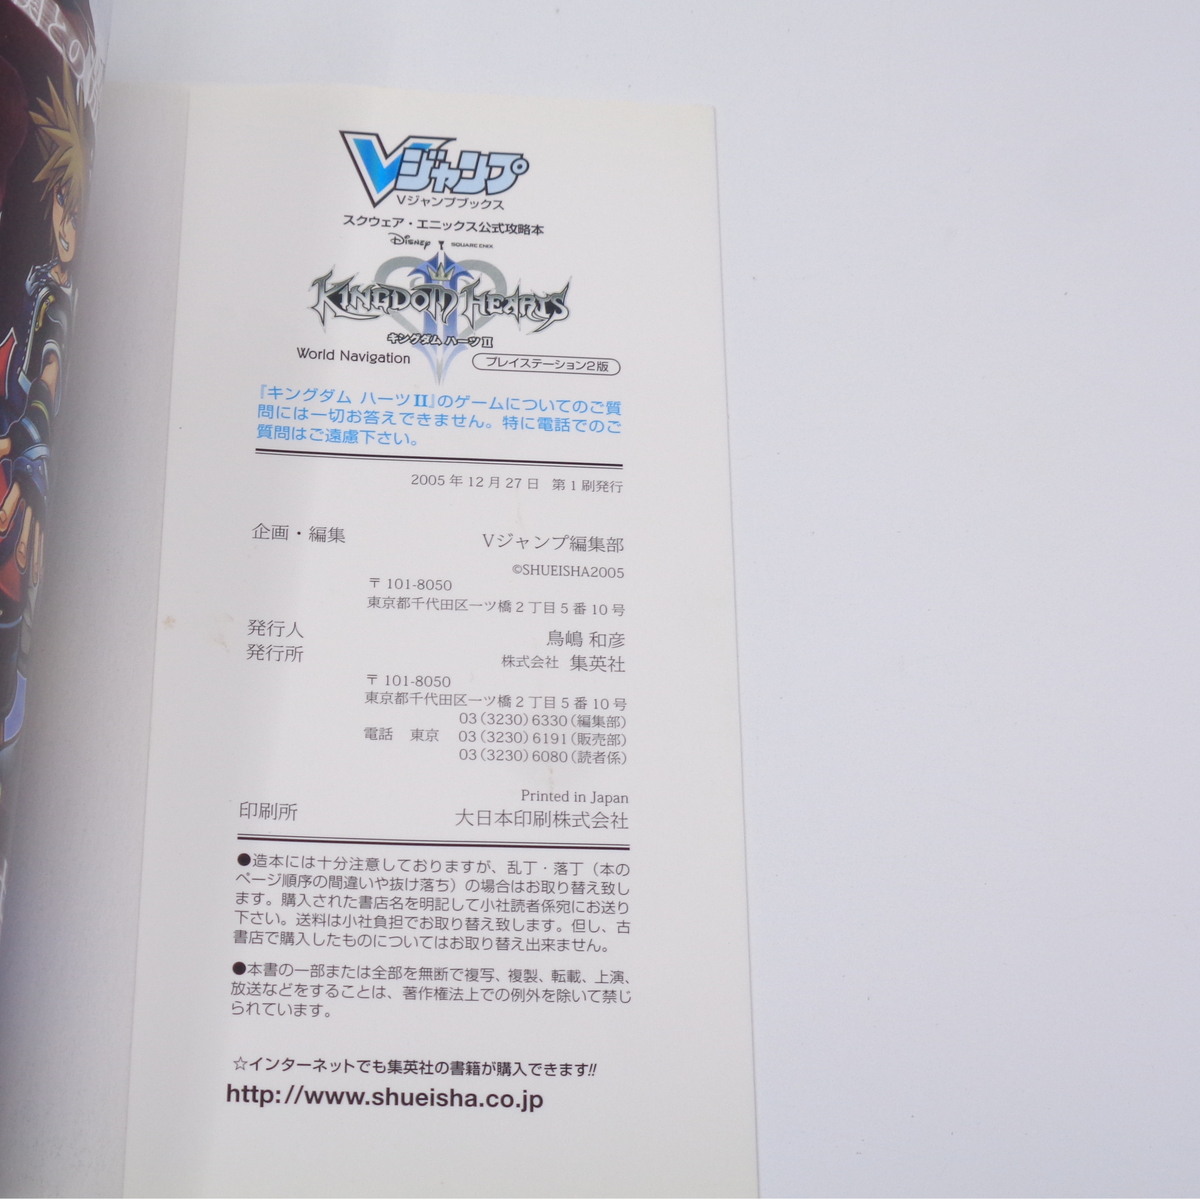 Vジャンプ
Vジャンプブックス
スクウェア・エニックス公式攻略本
Disney SQUARE ENIX
KINGDOM HEARTS II
キングダム ハーツII
World Navigation プレイステーション2版
『キングダム ハーツII』のゲームについてのご質
問には一切お答えできません。特に電話でのご
質問はご遠慮下さい。
2005年12月27日 第1刷発行
企画・編集 Vジャンプ編集部
©SHUEISHA2005
〒101-8050
東京都千代田区一ツ橋2丁目5番10号
発行人 鳥嶋 和彦
発行所 株式会社 集英社
〒101-8050
東京都千代田区一ツ橋2丁目5番10号
03(3230)6330(編集部)
電話 東京 03(3230)6191(販売部)
03(3230)6080(読者係)
Printed in Japan
印刷所 大日本印刷株式会社
●造本には十分注意しておりますが、乱丁・落丁（本の
ページ順序の間違いや抜け落ち）の場合はお取り替え致し
ます。購入された書店名を明記して小社読者係宛にお送り
下さい。送料は小社負担でお取り替え致します。但し、古
書店で購入したものについてはお取り替え出来ません。
●本書の一部または全部を無断で複写、複製、転載、上演、
放送などをすることは、著作権法上での例外を除いて禁じ
られています。
☆インターネットでも集英社の書籍が購入できます!!
http://www.shueisha.co.jp